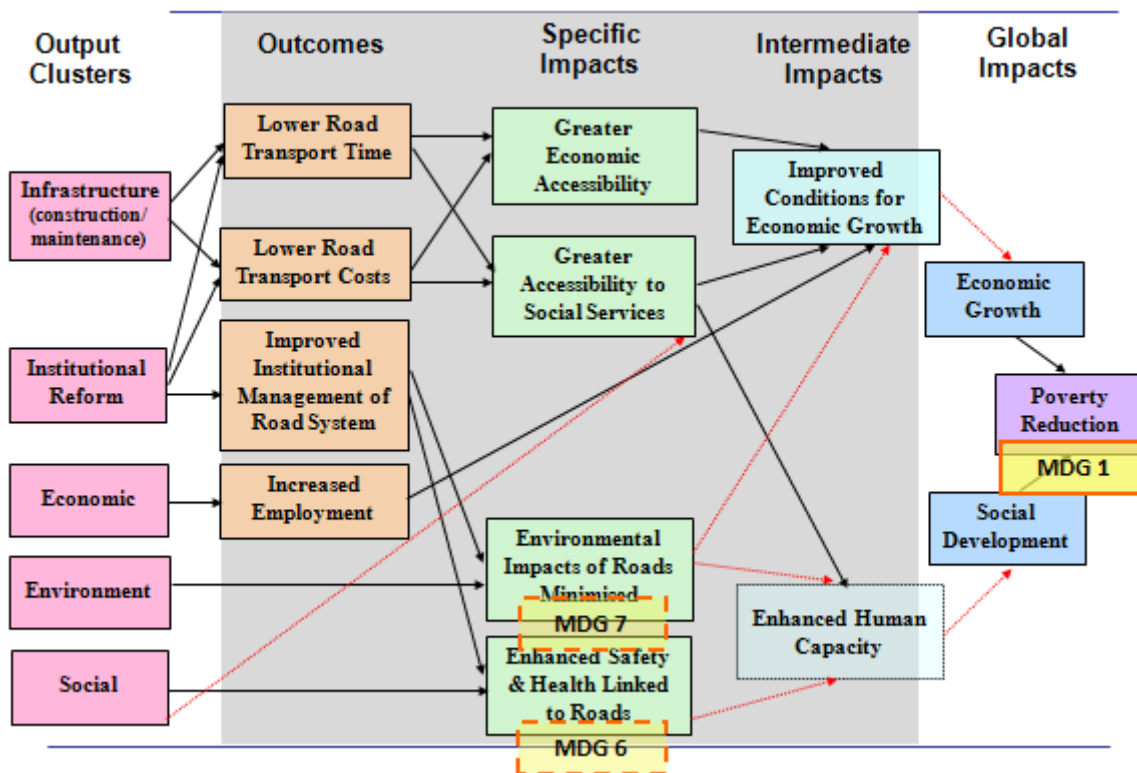 Output
Clusters
Outcomes
Specific
Impacts
Intermediate
Impacts
Global
Impacts
Infrastructure
(construction/
maintenance)
Institutional
Reform
Economic
Environment
Social
Lower Road
Transport Time
Lower Road
Transport Costs
Improved
Institutional
Management of
Road System
Increased
Employment
Greater
Economic
Accessibility
Greater
Accessibility to
Social Services
Environmental
Impacts of Roads
Minimised
MDG 7
Enhanced Safety
& Health Linked
to Roads
MDG 6
Improved
Conditions for
Economic Growth
Enhanced Human
Capacity
Economic
Growth
Poverty
Reduction
MDG 1
Social
Development